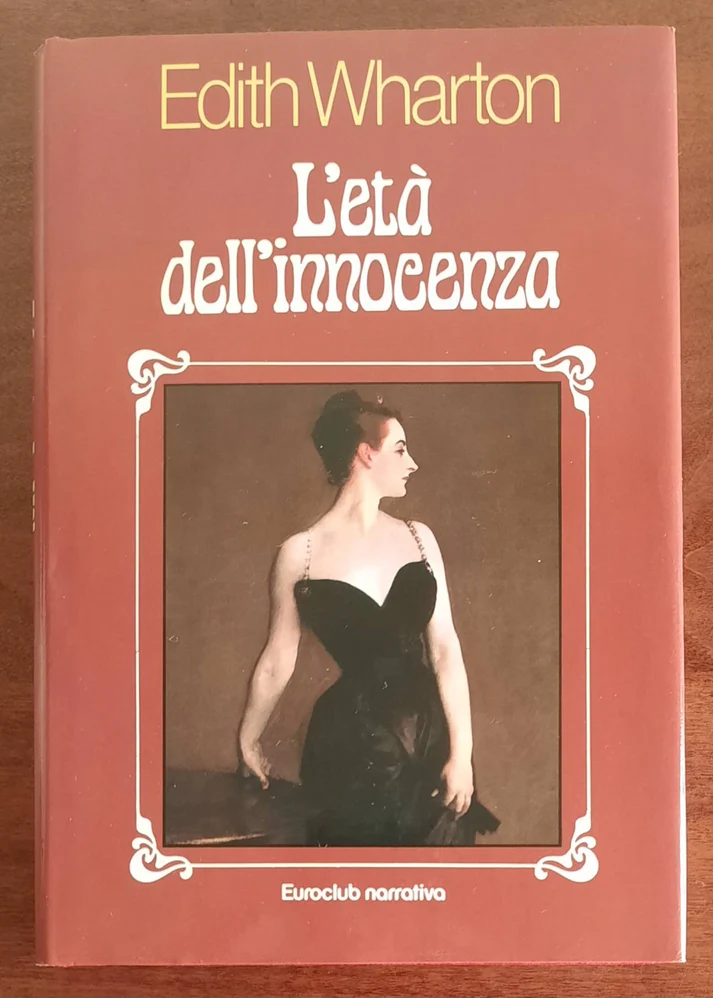 Edith Wharton
L'età
dell'innocenza
Euroclub narrativa